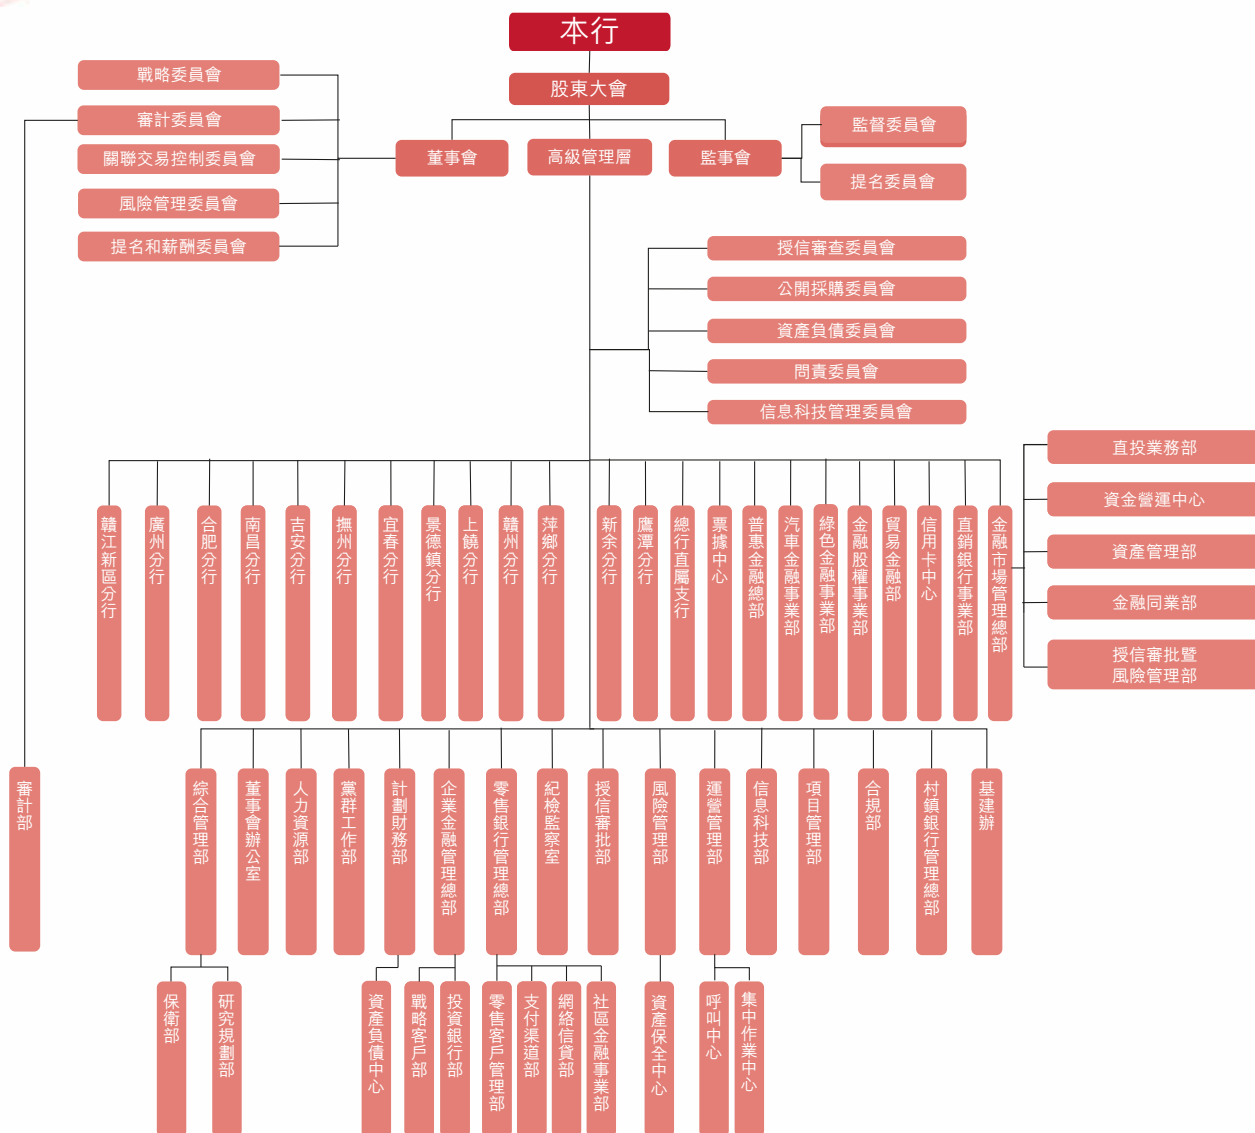 本行
股東大會
董事會
高級管理層
監事會
戰略委員會
審計委員會
關聯交易控制委員會
風險管理委員會
提名和薪酬委員會
監督委員會
提名委員會
授信審查委員會
公開採購委員會
資產負債委員會
問責委員會
信息科技管理委員會
贛江新區分行
廣州分行
合肥分行
南昌分行
吉安分行
撫州分行
宜春分行
景德鎮分行
上饒分行
贛州分行
萍鄉分行
新余分行
鷹潭分行
總行直屬支行
票據中心
普惠金融總部
汽車金融事業部
綠色金融事業部
金融股權事業部
貿易金融部
信用卡中心
直銷銀行事業部
金融市場管理總部
直投業務部
資金營運中心
資產管理部
金融同業部
授信審批暨
風險管理部
審計部
綜合管理部
董事會辦公室
人力資源部
黨群工作部
計劃財務部
企業金融管理總部
零售銀行管理總部
紀檢監察室
授信審批部
風險管理部
運營管理部
信息科技部
項目管理部
合規部
村鎮銀行管理總部
基建辦
保衛部
研究規劃部
資產負債中心
戰略客戶部
投資銀行部
零售客戶管理部
支付渠道部
網絡信貸部
社區金融事業部
資產保全中心
呼叫中心
集中作業中心